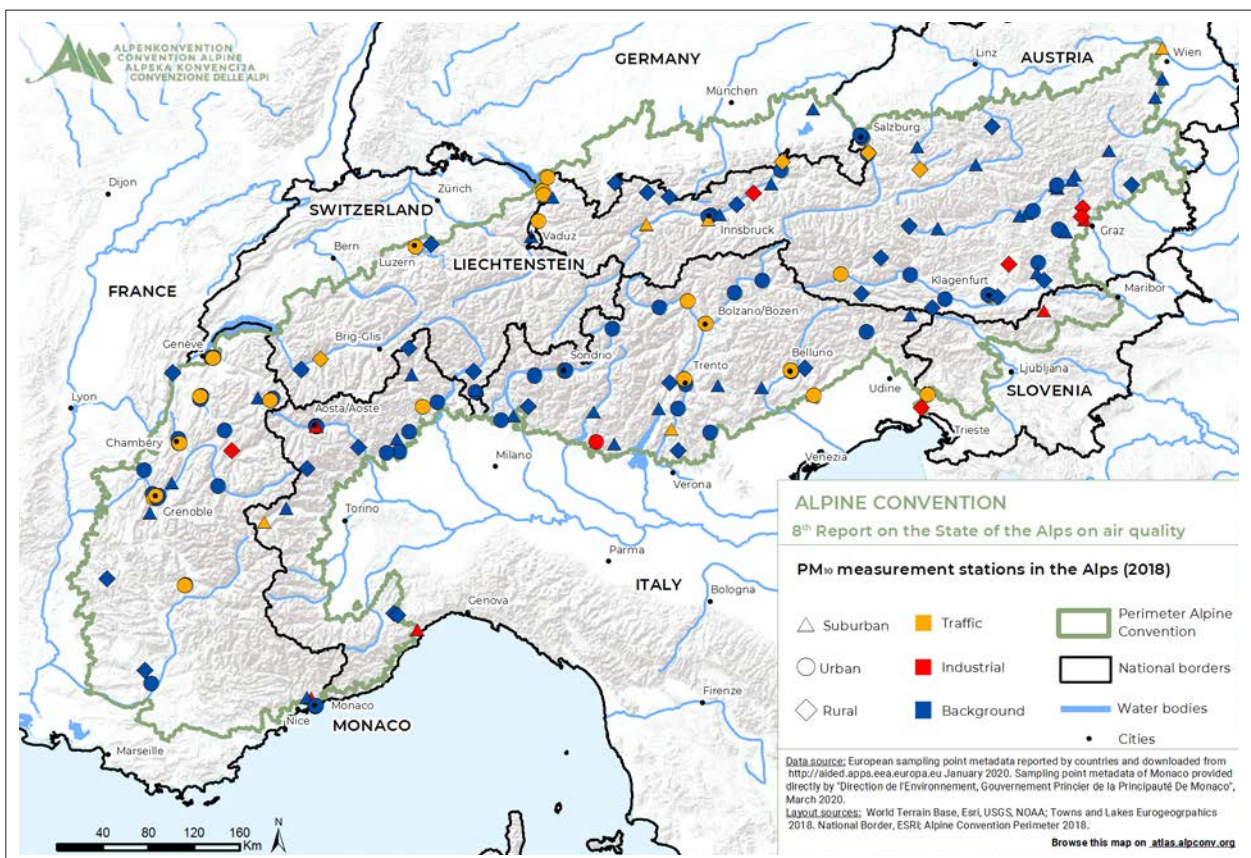 ALPENKONVENTION
CONVENTION ALPINE
ALPSKA KONVENCIJA
CONVENZIONE DELLE ALPI
GERMANY
Linz
AUSTRIA
Wien
München
Salzburg
Dijon
Zürich
SWITZERLAND
Innsbruck
Vaduz
Graz
Bern
Luzern
LIECHTENSTEIN
FRANCE
Klagenfurt
Maribor
Bolzano/Bozen
Genève
Brig-Glis
Sondrio
Trento
Belluno
Ljubljana
Udine
SLOVENIA
Lyon
Aosta/Aoste
Trieste
Chambéry
Milano
Venezia
Verona
Grenoble
Torino
Parma
ITALY
Bologna
Genova
Firenze
Monaco
Nice
MONACO
Marseille
ALPINE CONVENTION
8th Report on the State of the Alps on air quality
PM10 measurement stations in the Alps (2018)
Suburban
Traffic
Perimeter Alpine
Convention
Urban
Industrial
National borders
Rural
Background
Water bodies
Cities
Data source: European sampling point metadata reported by countries and downloaded from
http://aided.apps.eea.europa.eu January 2020. Sampling point metadata of Monaco provided
directly by "Direction de l'Environnement, Gouvernement Princier de la Principauté De Monaco",
March 2020.
Layout sources: World Terrain Base, Esri, USGS, NOAA; Towns and Lakes Eurogeogrpahics
2018. National Border, ESRI; Alpine Convention Perimeter 2018.
Browse this map on atlas.alpconv.org
40 80 120 160
Km
N